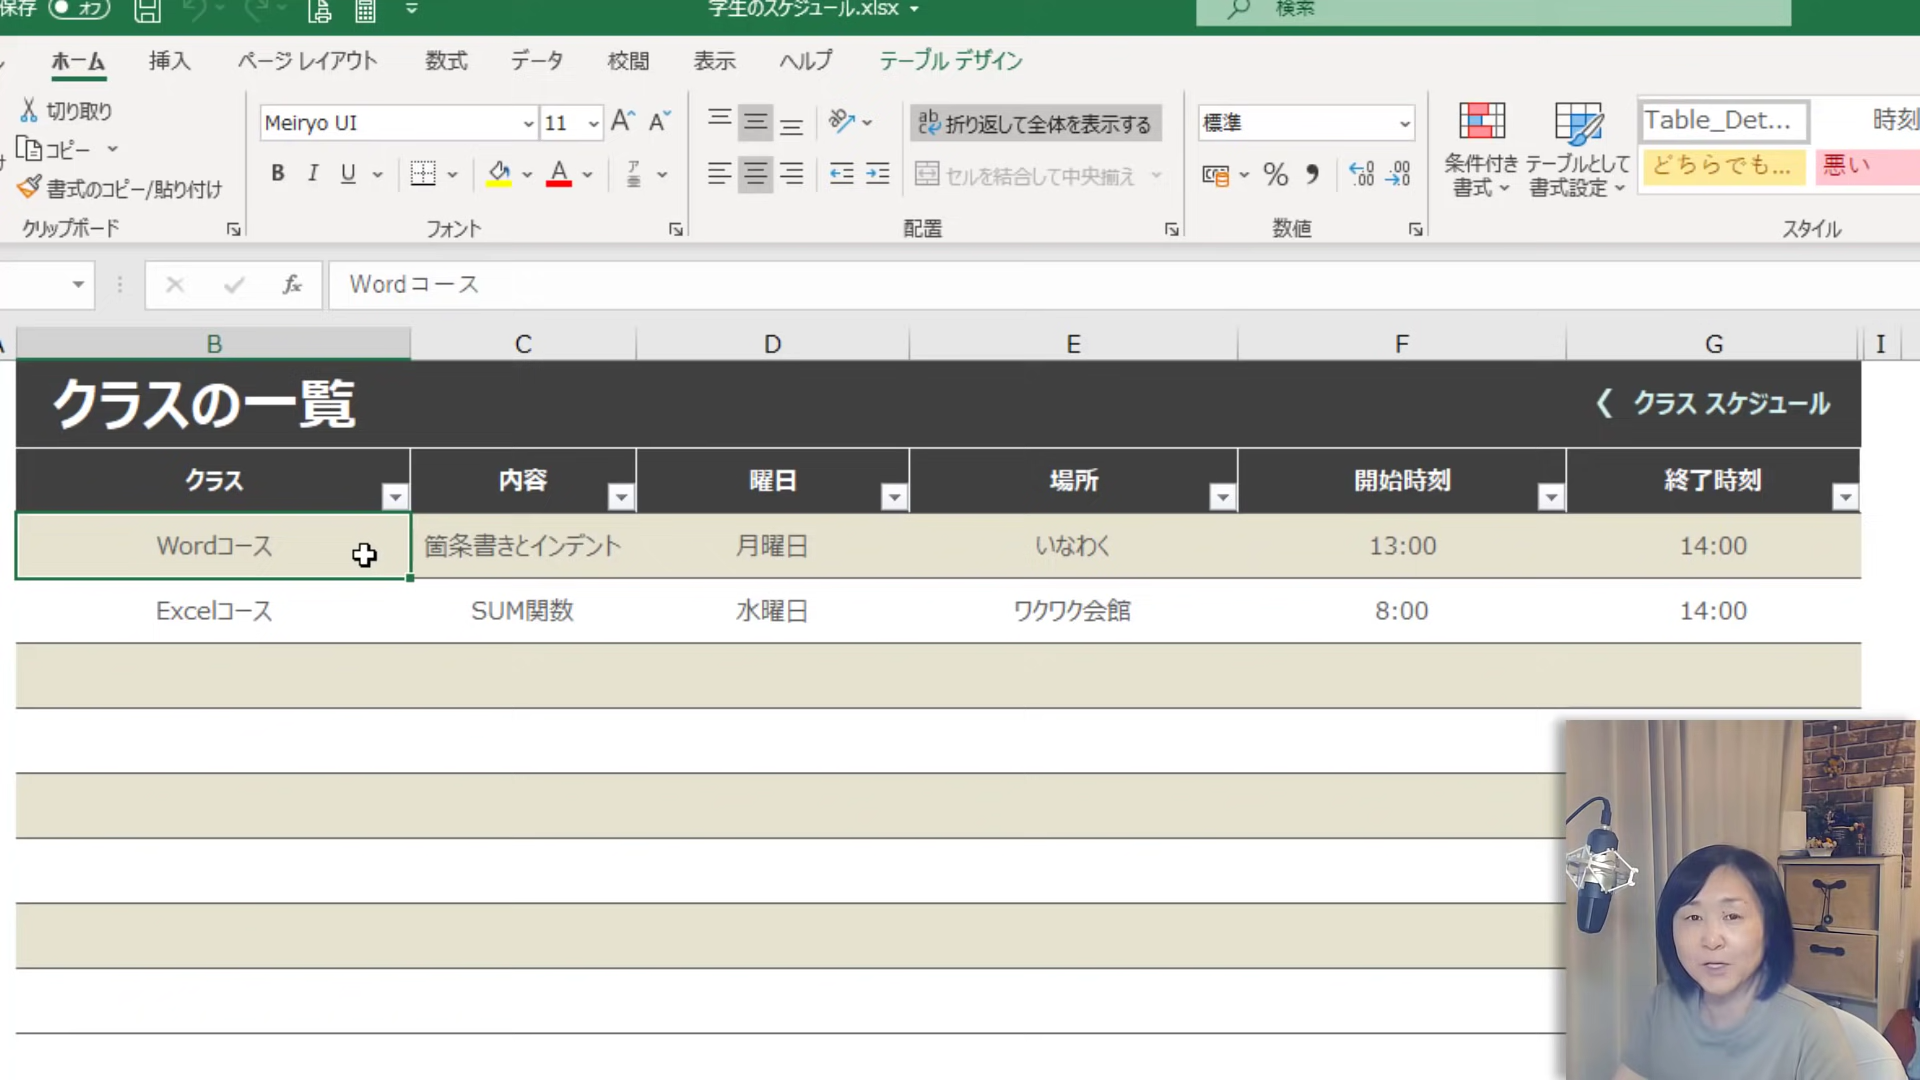 保存 オフ 学生のスケジュール.xlsx 検索
ホーム 挿入 ページ レイアウト 数式 データ 校閲 表示 ヘルプ テーブル デザイン
切り取り
コピー
書式のコピー/貼り付け
クリップボード
Meiryo UI 11
B I U A
フォント
ab 折り返して全体を表示する
セルを結合して中央揃え
配置
標準
% 9 .00 .00
数値
条件付き書式
テーブルとして書式設定
Table_Det... 時刻
どちらでも... 悪い
スタイル
fx Wordコース
B C D E F G I
クラスの一覧 クラス スケジュール
クラス 内容 曜日 場所 開始時刻 終了時刻
Wordコース 箇条書きとインデント 月曜日 いなわく 13:00 14:00
Excelコース SUM関数 水曜日 ワクワク会館 8:00 14:00